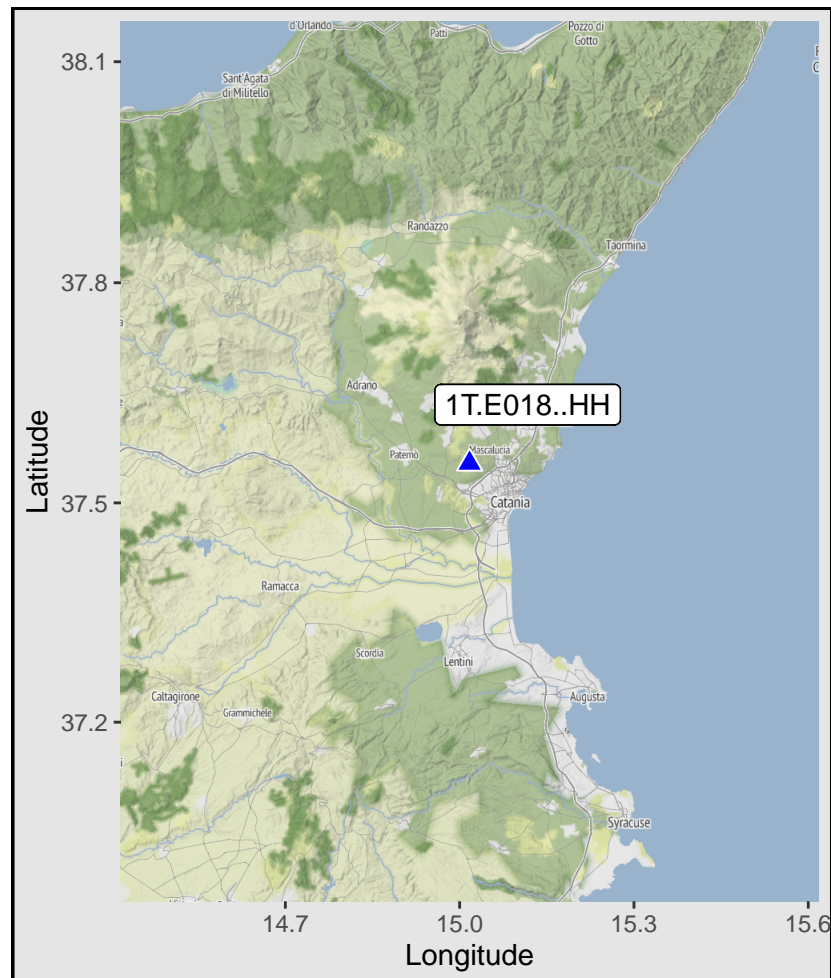 d'Orlando
Patti
Pozzo di
Gotto
38.1
Sant'Agata
di Militello
Randazzo
Taormina
37.8
Adrano
1T.E018..HH
Mascalucia
Paternò
Latitude
37.5
Catania
Ramacca
Scordia
Lentini
Caltagirone
Grammichele
Augusta
37.2
Syracuse
14.7
15.0
15.3
15.6
Longitude